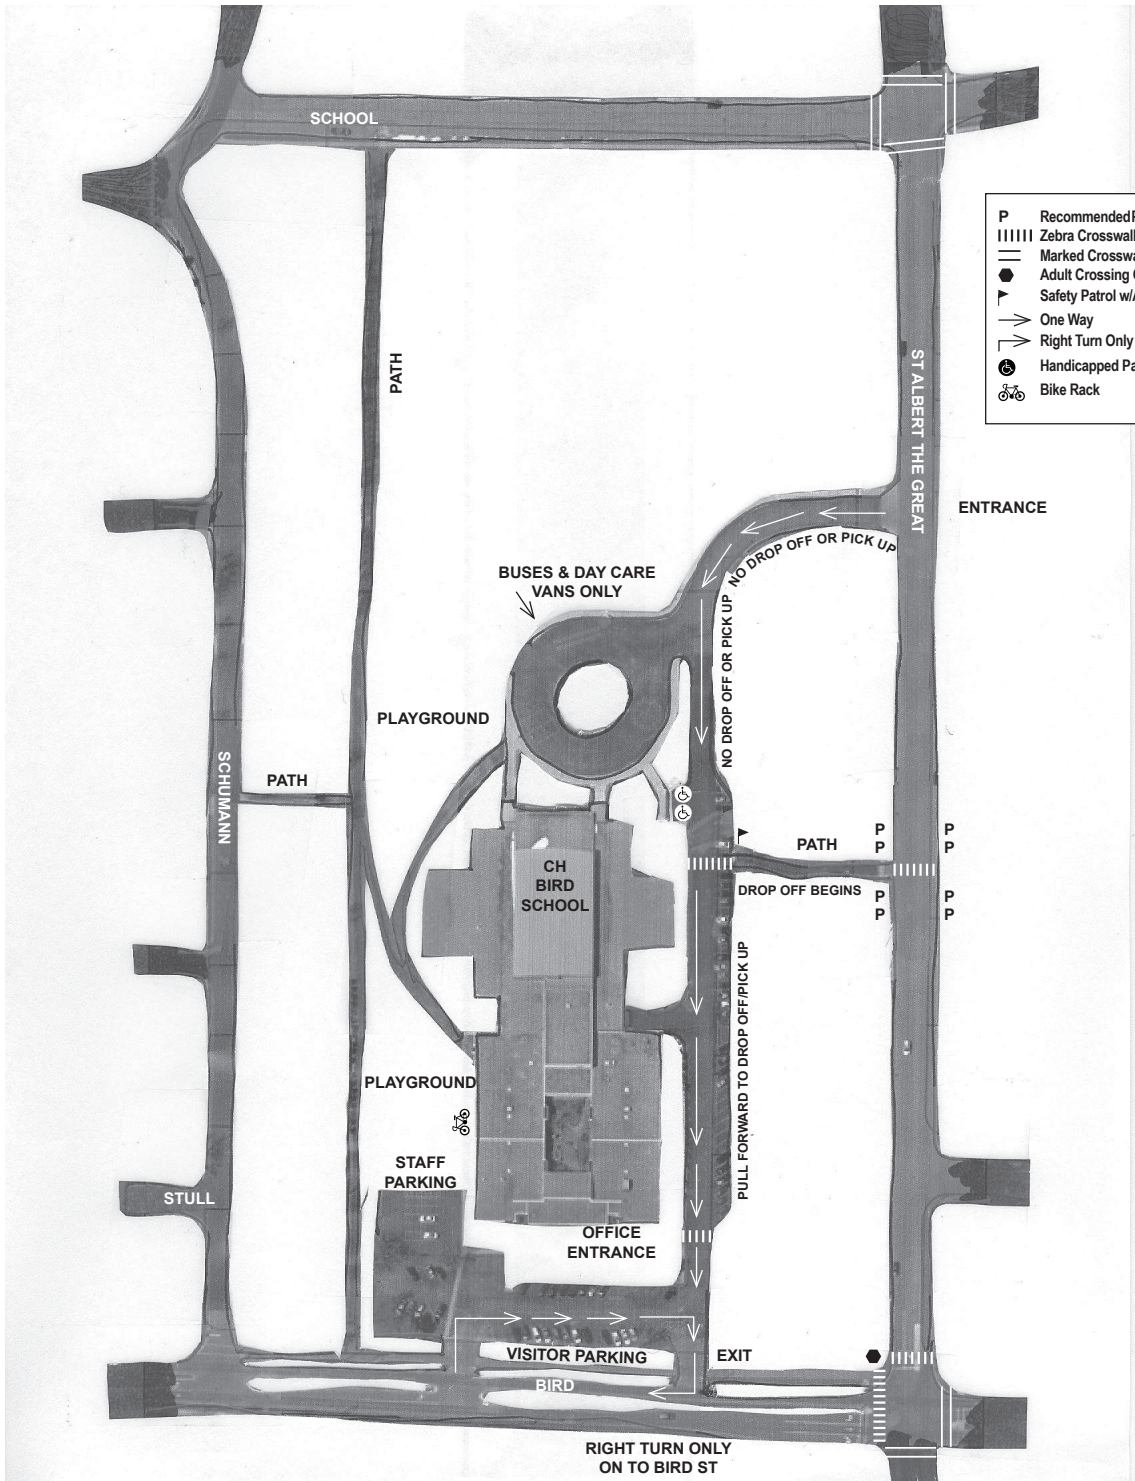 SCHOOL
P Recommended P
Zebra Crosswal
Marked Crosswa
Adult Crossing
Safety Patrol w/
One Way
Right Turn Only
Handicapped Pa
Bike Rack
PATH
ST ALBERT THE GREAT
ENTRANCE
NO DROP OFF OR PICK UP
BUSES & DAY CARE
VANS ONLY
NO DROP OFF OR PICK UP
PLAYGROUND
SCHUMANN
PATH
P P
P PATH P
CH
BIRD
SCHOOL
DROP OFF BEGINS
P P
P P
PULL FORWARD TO DROP OFF/PICK UP
PLAYGROUND
STAFF
PARKING
STULL
OFFICE
ENTRANCE
VISITOR PARKING
EXIT
BIRD
RIGHT TURN ONLY
ON TO BIRD ST